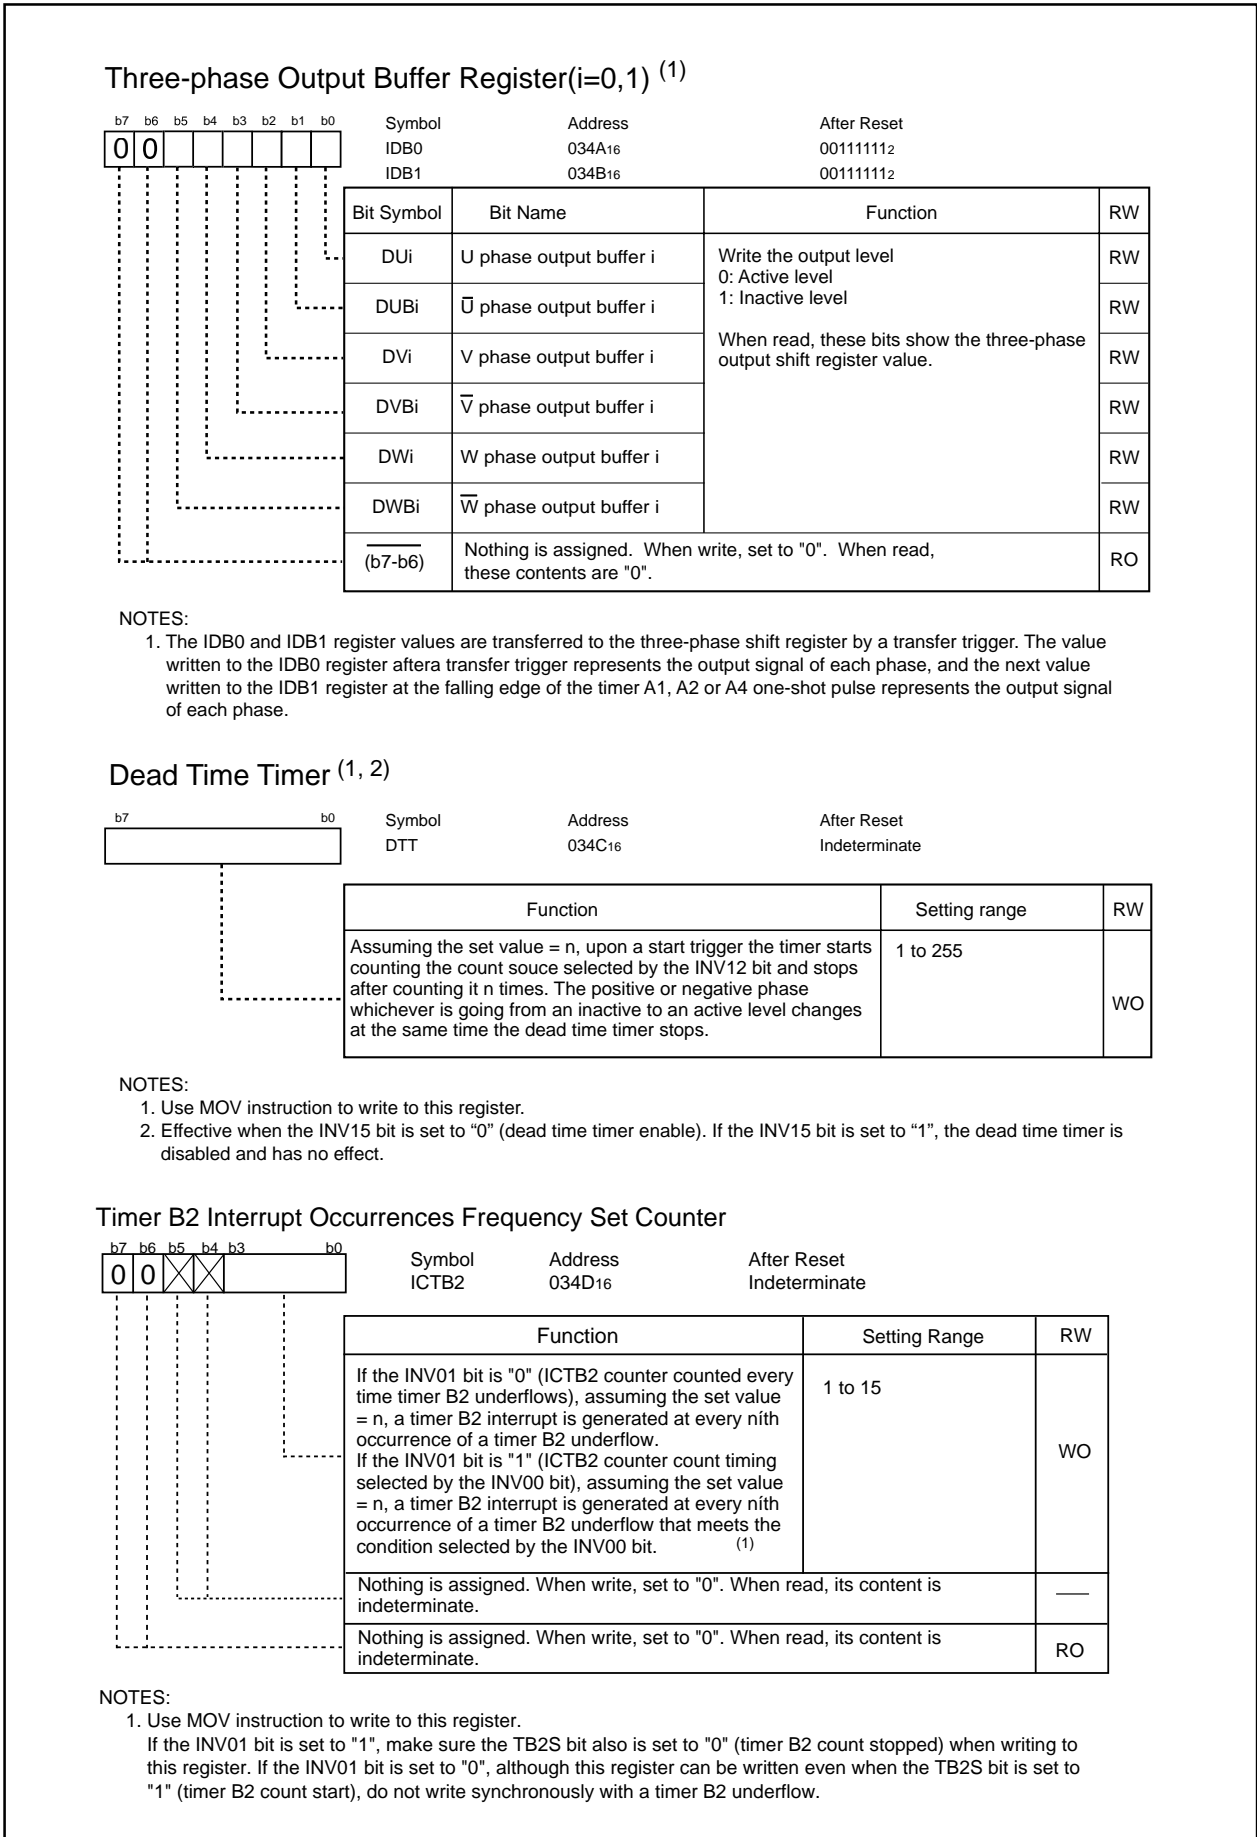 Three-phase Output Buffer Register(i=0,1) (1)
b7 b6 b5 b4 b3 b2 b1 b0
Symbol Address After Reset
0 0
IDB0 034A16 001111112
IDB1 034B16 001111112
Bit Symbol Bit Name Function RW
DUi U phase output buffer i Write the output level RW
0: Active level
1: Inactive level
DUBi U̅ phase output buffer i RW
When read, these bits show the three-phase
output shift register value.
DVi V phase output buffer i RW
DVBi V̅ phase output buffer i RW
DWi W phase output buffer i RW
DWBi W̅ phase output buffer i RW
(b7-b6) Nothing is assigned. When write, set to "0". When read, RO
these contents are "0".
NOTES:
1. The IDB0 and IDB1 register values are transferred to the three-phase shift register by a transfer trigger. The value
written to the IDB0 register aftera transfer trigger represents the output signal of each phase, and the next value
written to the IDB1 register at the falling edge of the timer A1, A2 or A4 one-shot pulse represents the output signal
of each phase.
Dead Time Timer (1, 2)
b7 b0
Symbol Address After Reset
DTT 034C16 Indeterminate
Function Setting range RW
Assuming the set value = n, upon a start trigger the timer starts 1 to 255
counting the count souce selected by the INV12 bit and stops
after counting it n times. The positive or negative phase
whichever is going from an inactive to an active level changes WO
at the same time the dead time timer stops.
NOTES:
1. Use MOV instruction to write to this register.
2. Effective when the INV15 bit is set to “0” (dead time timer enable). If the INV15 bit is set to “1”, the dead time timer is
disabled and has no effect.
Timer B2 Interrupt Occurrences Frequency Set Counter
b7 b6 b5 b4 b3 b0
Symbol Address After Reset
0 0
ICTB2 034D16 Indeterminate
Function Setting Range RW
If the INV01 bit is "0" (ICTB2 counter counted every 1 to 15
time timer B2 underflows), assuming the set value
= n, a timer B2 interrupt is generated at every níth
occurrence of a timer B2 underflow.
If the INV01 bit is "1" (ICTB2 counter count timing WO
selected by the INV00 bit), assuming the set value
= n, a timer B2 interrupt is generated at every níth
occurrence of a timer B2 underflow that meets the
condition selected by the INV00 bit. (1)
Nothing is assigned. When write, set to "0". When read, its content is —
indeterminate.
Nothing is assigned. When write, set to "0". When read, its content is RO
indeterminate.
NOTES:
1. Use MOV instruction to write to this register.
If the INV01 bit is set to "1", make sure the TB2S bit also is set to "0" (timer B2 count stopped) when writing to
this register. If the INV01 bit is set to "0", although this register can be written even when the TB2S bit is set to
"1" (timer B2 count start), do not write synchronously with a timer B2 underflow.